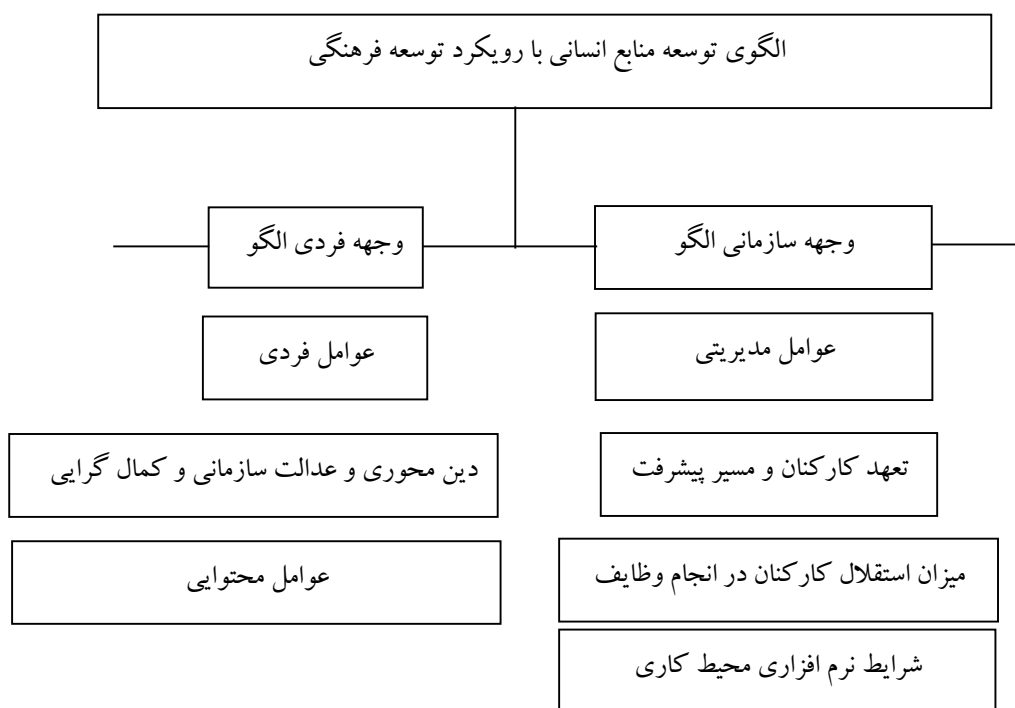 الگوی توسعه منابع انسانی با رویکرد توسعه فرهنگی
وجهه سازمانی الگو
وجهه فردی الگو
عوامل مدیریتی
عوامل فردی
تعهد کارکنان و مسیر پیشرفت
دین محوری و عدالت سازمانی و کمال گرایی
میزان استقلال کارکنان در انجام وظایف
عوامل محتوایی
شرایط نرم افزاری محیط کاری